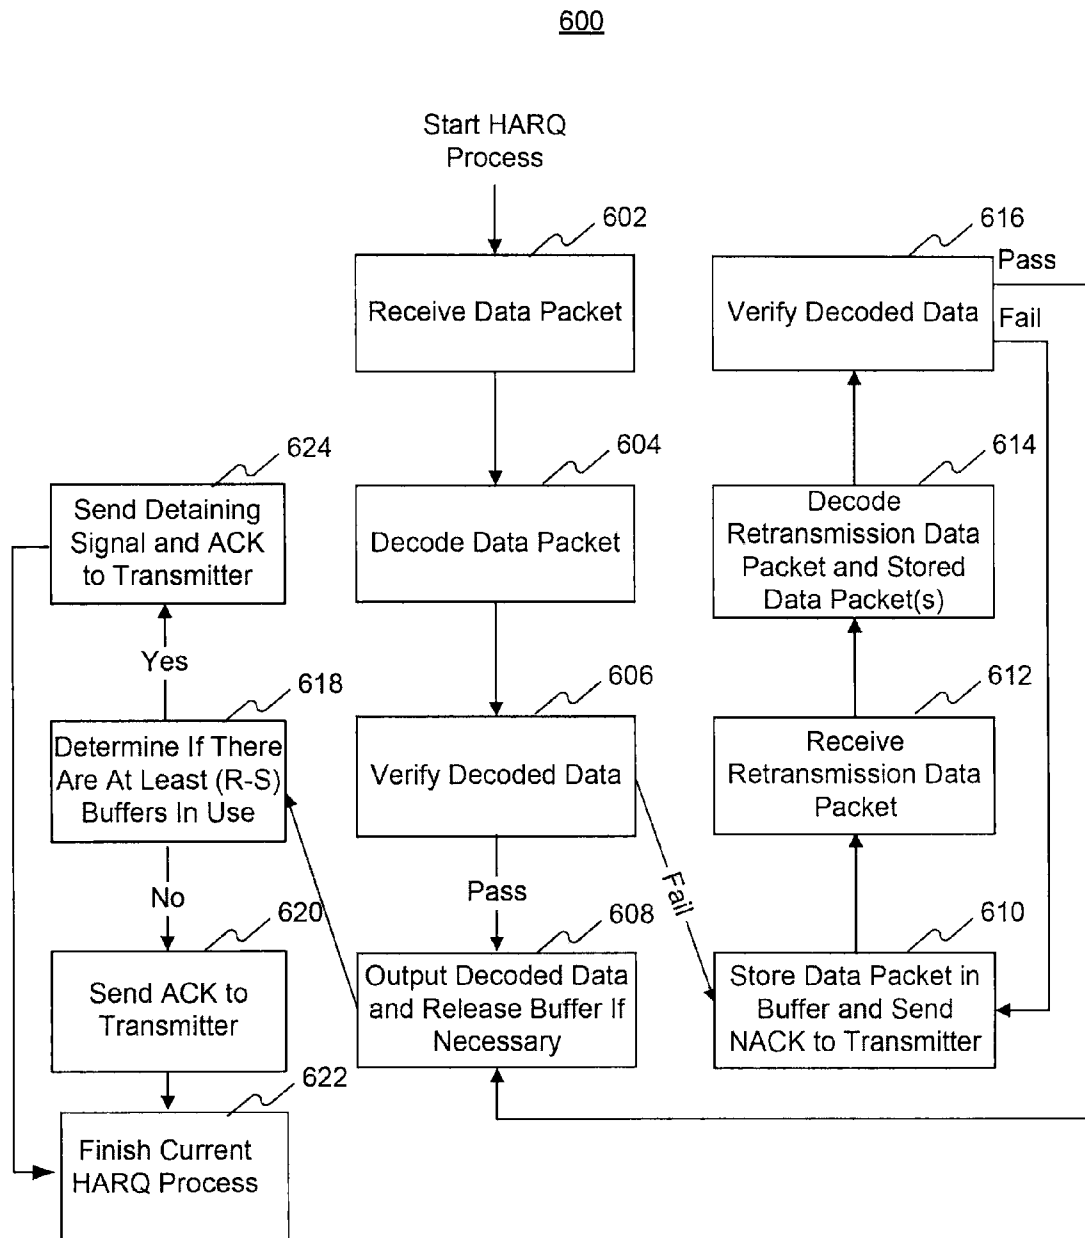 600
Start HARQ
Process
602
Receive Data Packet
604
Decode Data Packet
606
Verify Decoded Data
Pass
Fail
608
Output Decoded Data
and Release Buffer If
Necessary
610
Store Data Packet in
Buffer and Send
NACK to Transmitter
612
Receive
Retransmission Data
Packet
614
Decode
Retransmission Data
Packet and Stored
Data Packet(s)
616
Verify Decoded Data
Pass
Fail
618
Determine If There
Are At Least (R-S)
Buffers In Use
Yes
No
620
Send ACK to
Transmitter
622
Finish Current
HARQ Process
624
Send Detaining
Signal and ACK
to Transmitter